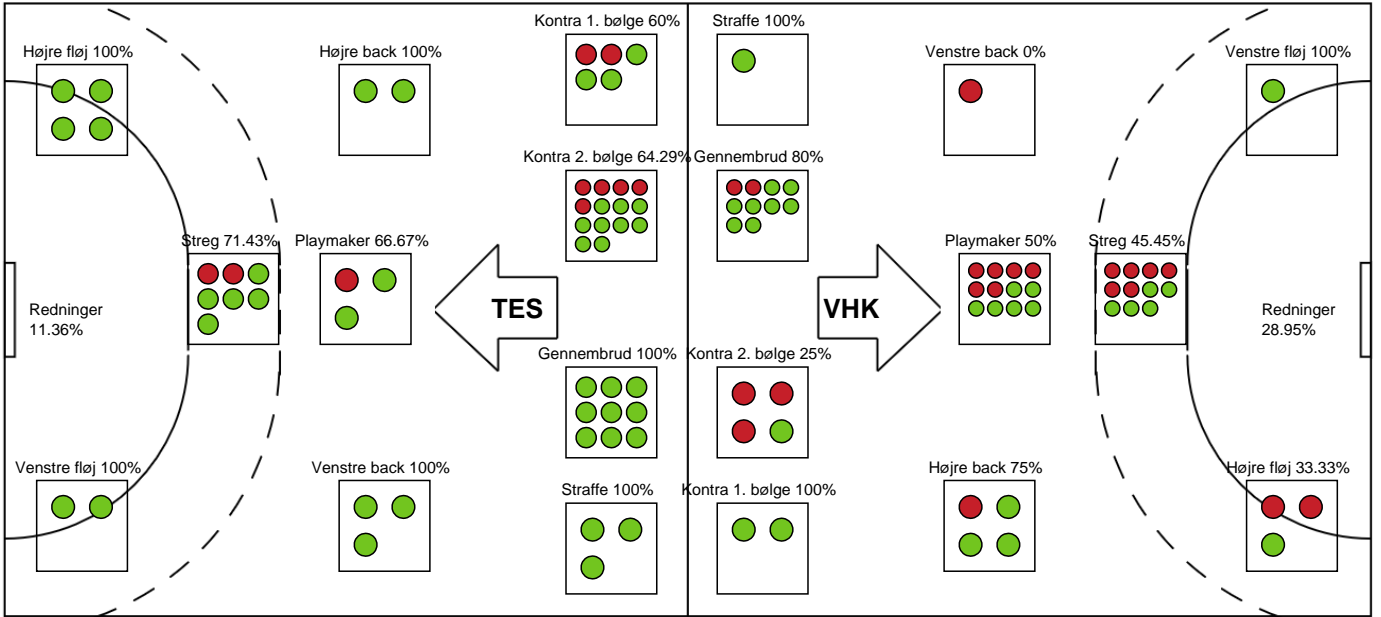 Kontra 1. bølge 60%
Straffe 100%
Højre fløj 100%
Højre back 100%
Venstre back 0%
Venstre fløj 100%
Kontra 2. bølge 64.29%
Gennembrud 80%
Streg 71.43%
Playmaker 66.67%
Playmaker 50%
Streg 45.45%
Redninger
11.36%
TES
VHK
Redninger
28.95%
Gennembrud 100%
Kontra 2. bølge 25%
Venstre fløj 100%
Venstre back 100%
Straffe 100%
Kontra 1. bølge 100%
Højre back 75%
Højre fløj 33.33%